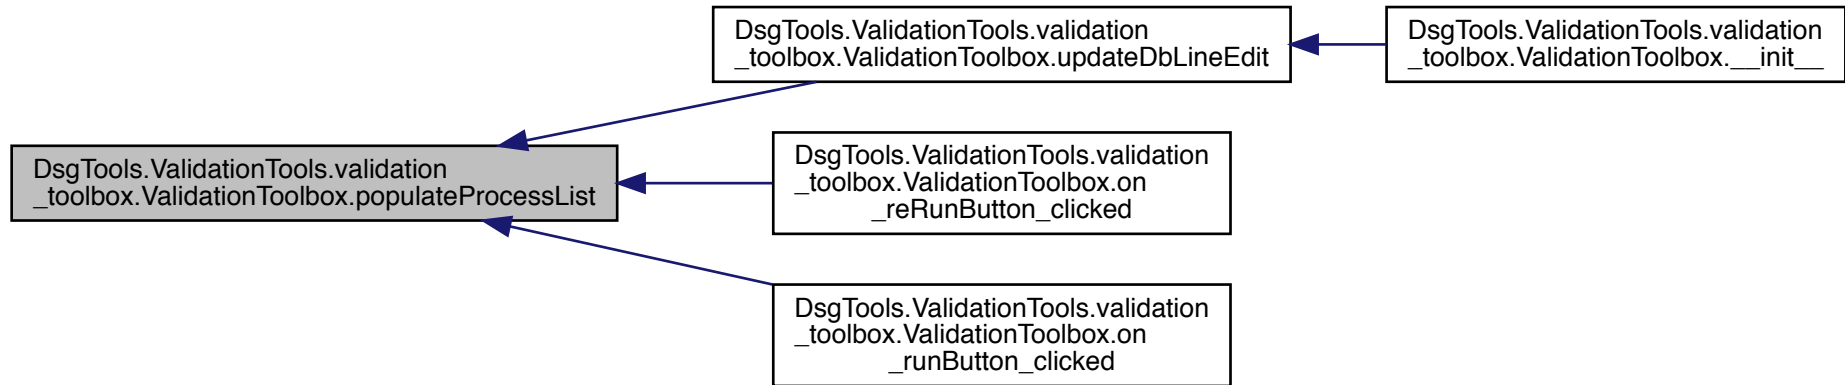 DsgTools.ValidationTools.validation
_toolbox.ValidationToolbox.updateDbLineEdit
DsgTools.ValidationTools.validation
_toolbox.ValidationToolbox.__init__
DsgTools.ValidationTools.validation
_toolbox.ValidationToolbox.populateProcessList
DsgTools.ValidationTools.validation
_toolbox.ValidationToolbox.on
_reRunButton_clicked
DsgTools.ValidationTools.validation
_toolbox.ValidationToolbox.on
_runButton_clicked